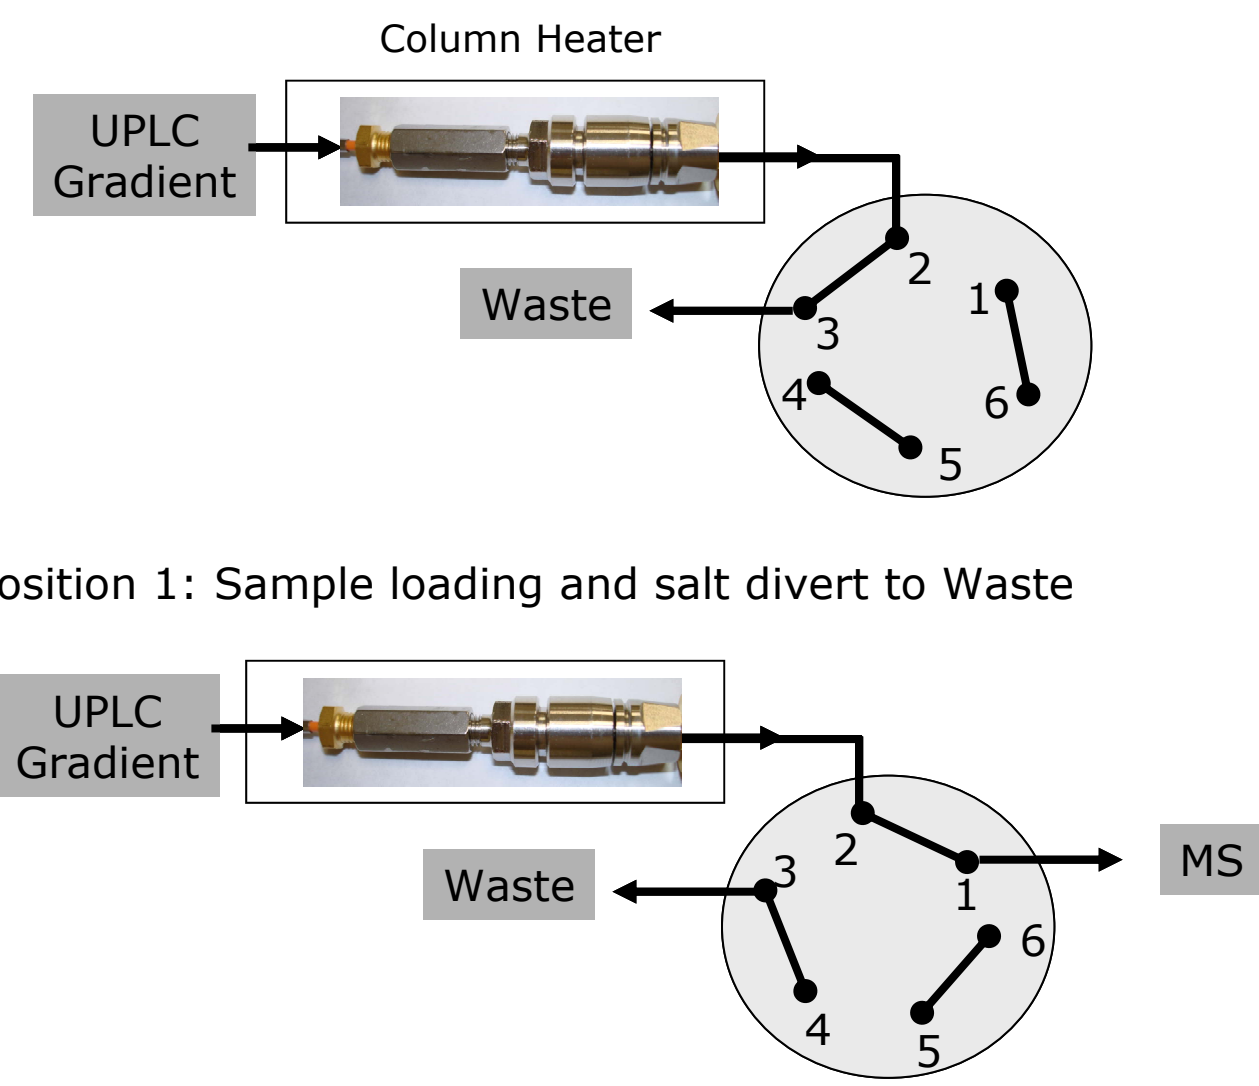 Column Heater
UPLC
Gradient
Waste
2
1
3
4
6
5
osition 1: Sample loading and salt divert to Waste
UPLC
Gradient
Waste
2
3
1
MS
6
4
5